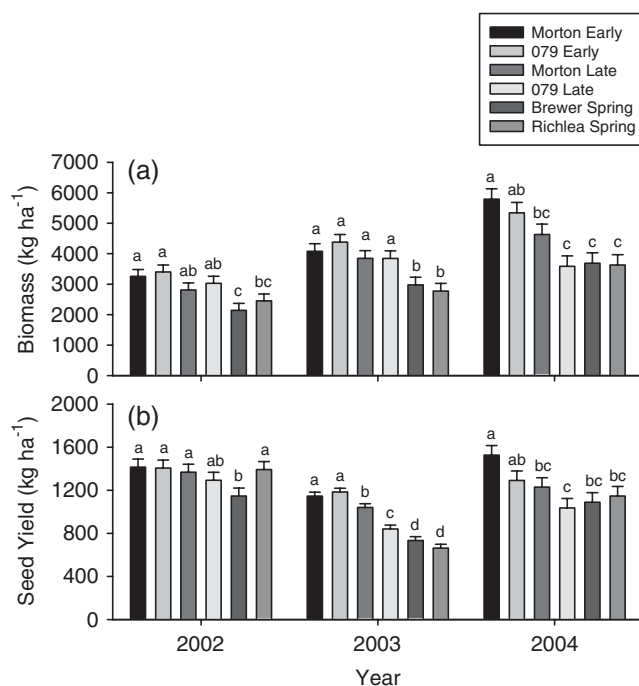 Morton Early
079 Early
Morton Late
079 Late
Brewer Spring
Richlea Spring
(a)
Biomass (kg ha⁻¹)
7000
6000
5000
4000
3000
2000
1000
0
a a ab ab c bc
a a a a b b
a ab bc c c c
(b)
Seed Yield (kg ha⁻¹)
1600
1200
800
400
0
a a a ab b a
a a b c d d
a ab bc c bc bc
2002 2003 2004
Year